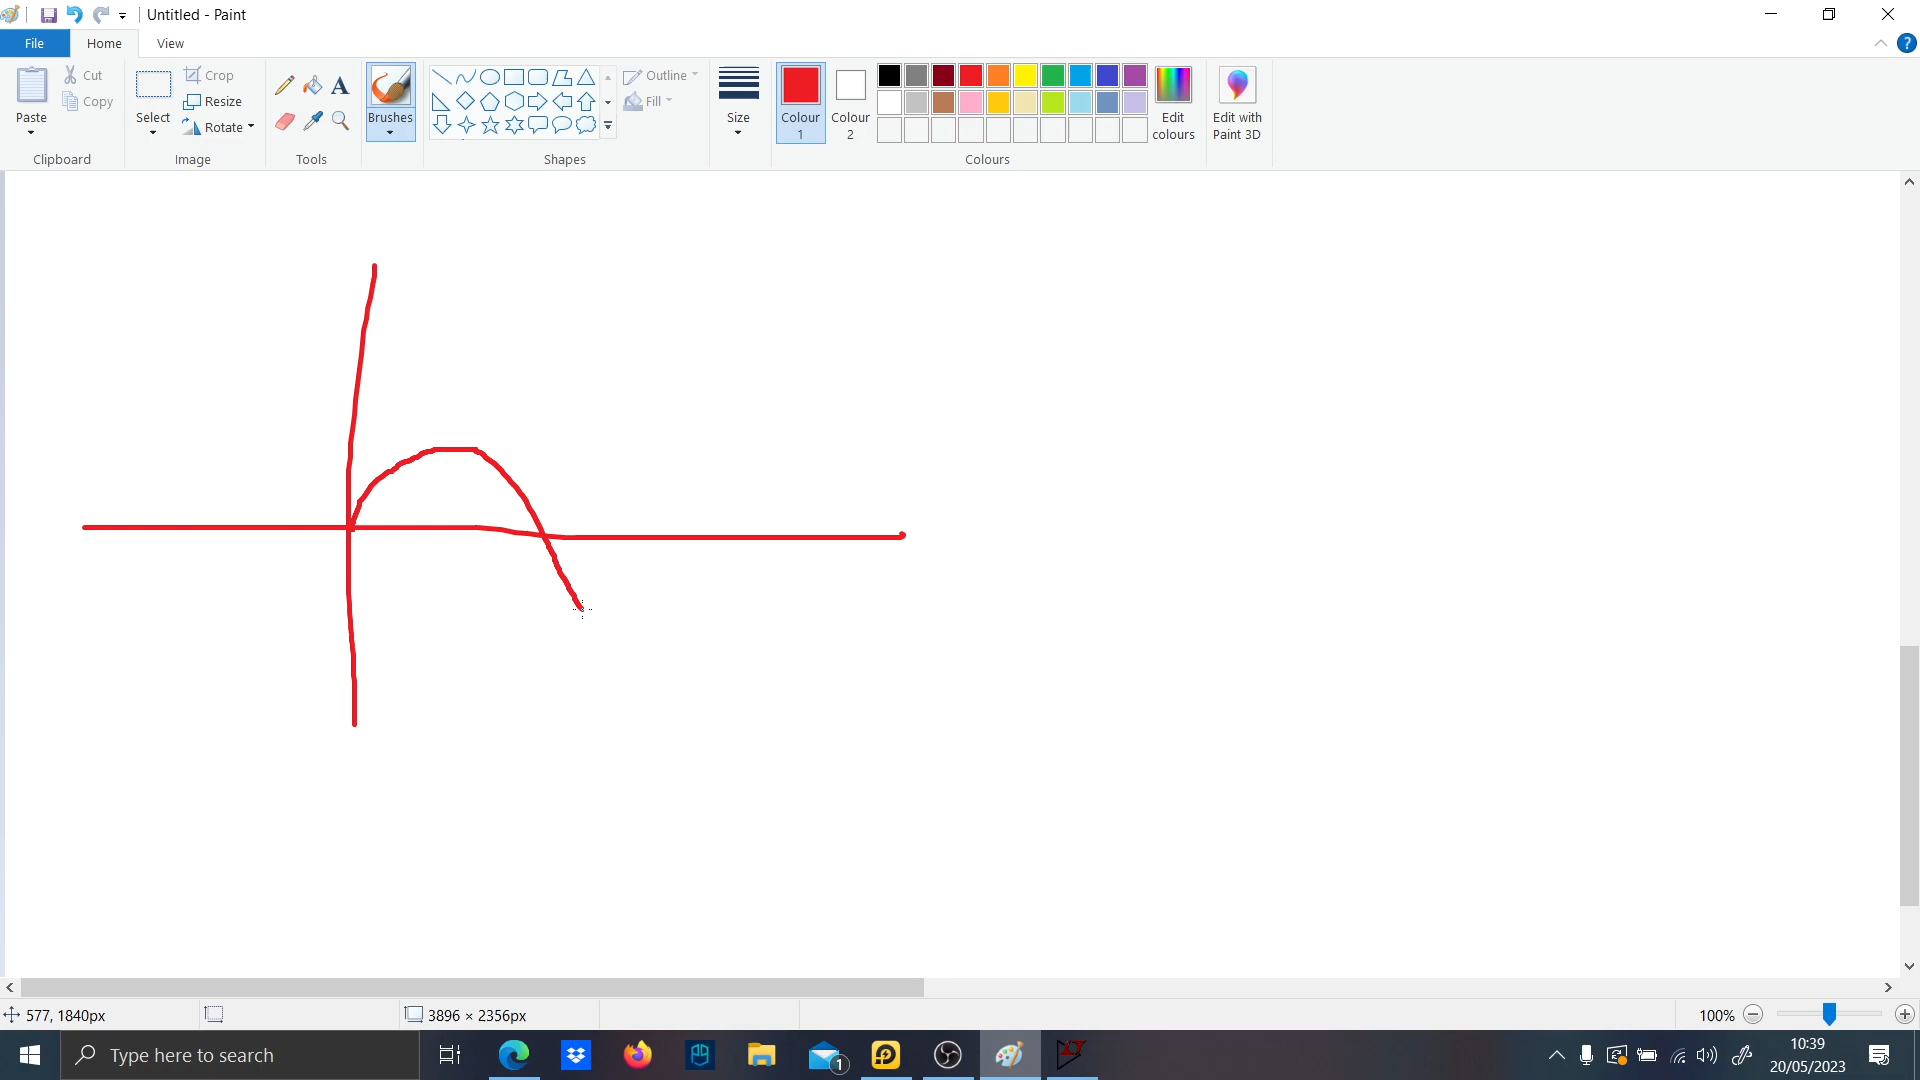 Untitled - Paint
File Home View
Paste
Cut
Copy
Clipboard
Select
Crop
Resize
Rotate
Image
A
Tools
Brushes
Outline
Fill
Shapes
Size
Colour 1
Colour 2
Edit colours
Colours
Edit with Paint 3D
577, 1840px
3896 × 2356px
100%
Type here to search
1
10:39
20/05/2023